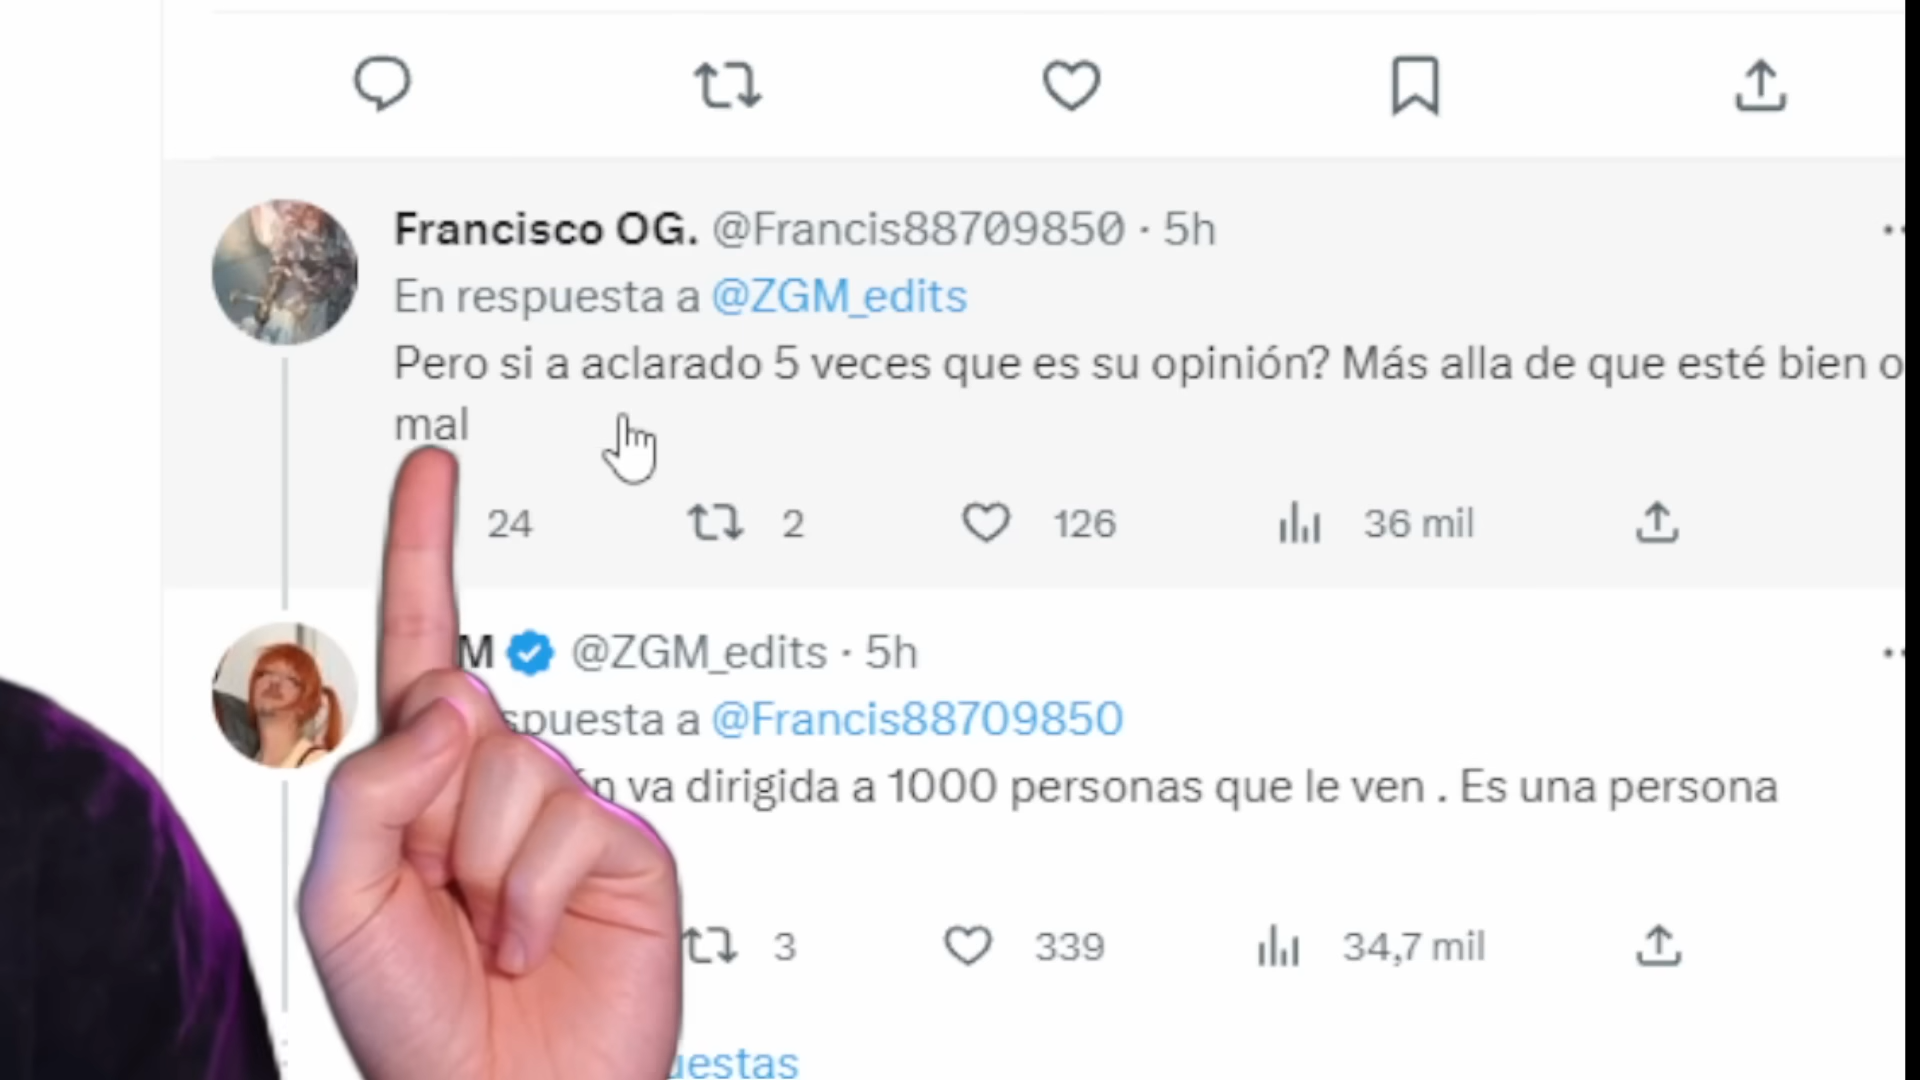 Francisco OG. @Francis88709850 · 5h
En respuesta a @ZGM_edits
Pero si a aclarado 5 veces que es su opinión? Más alla de que esté bien o
mal
24 2 126 36 mil
M @ZGM_edits · 5h
spuesta a @Francis88709850
ón va dirigida a 1000 personas que le ven . Es una persona
3 339 34,7 mil
uestas